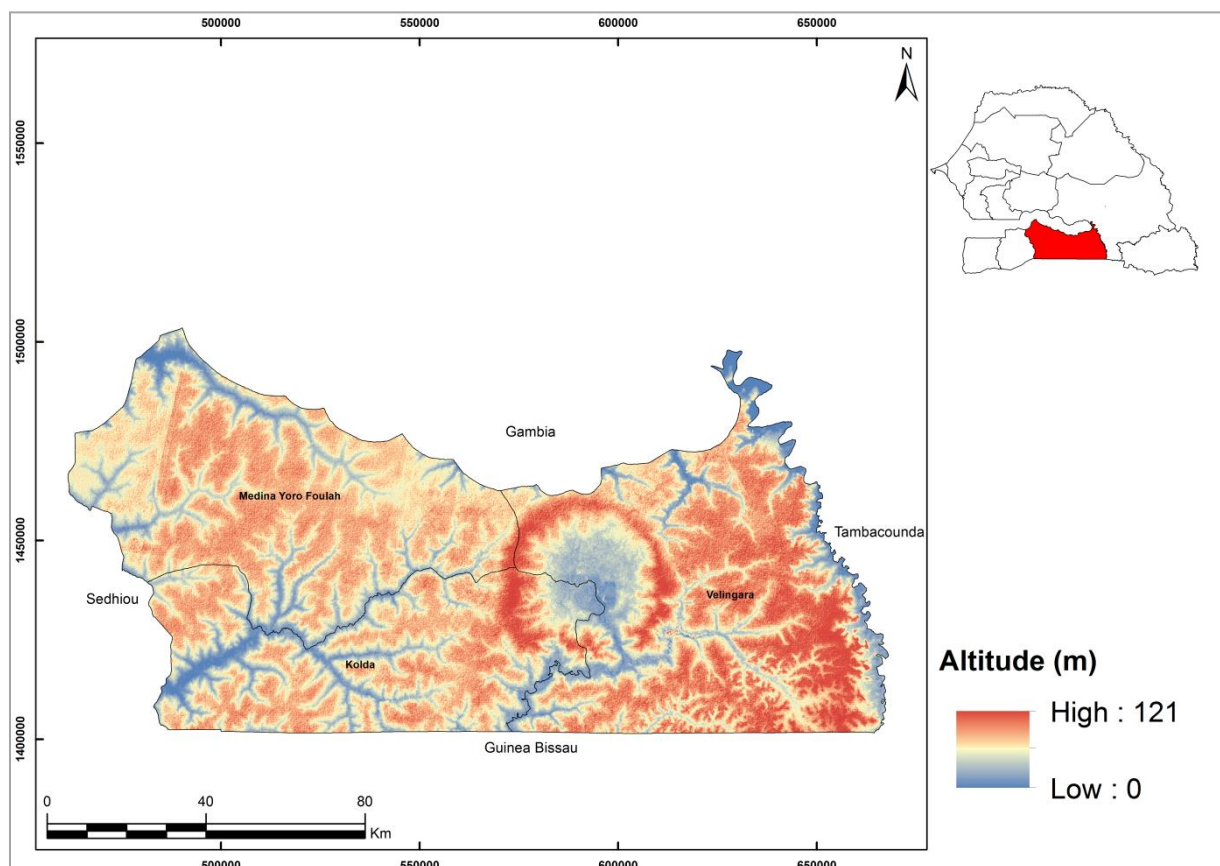 500000 550000 600000 650000
N
1550000
1500000
1450000
1400000
Gambia
Medina Yoro Foulah
Tambacounda
Sedhiou
Velingara
Kolda
Guinea Bissau
Altitude (m)
High : 121
Low : 0
0 40 80
Km
500000 550000 600000 650000